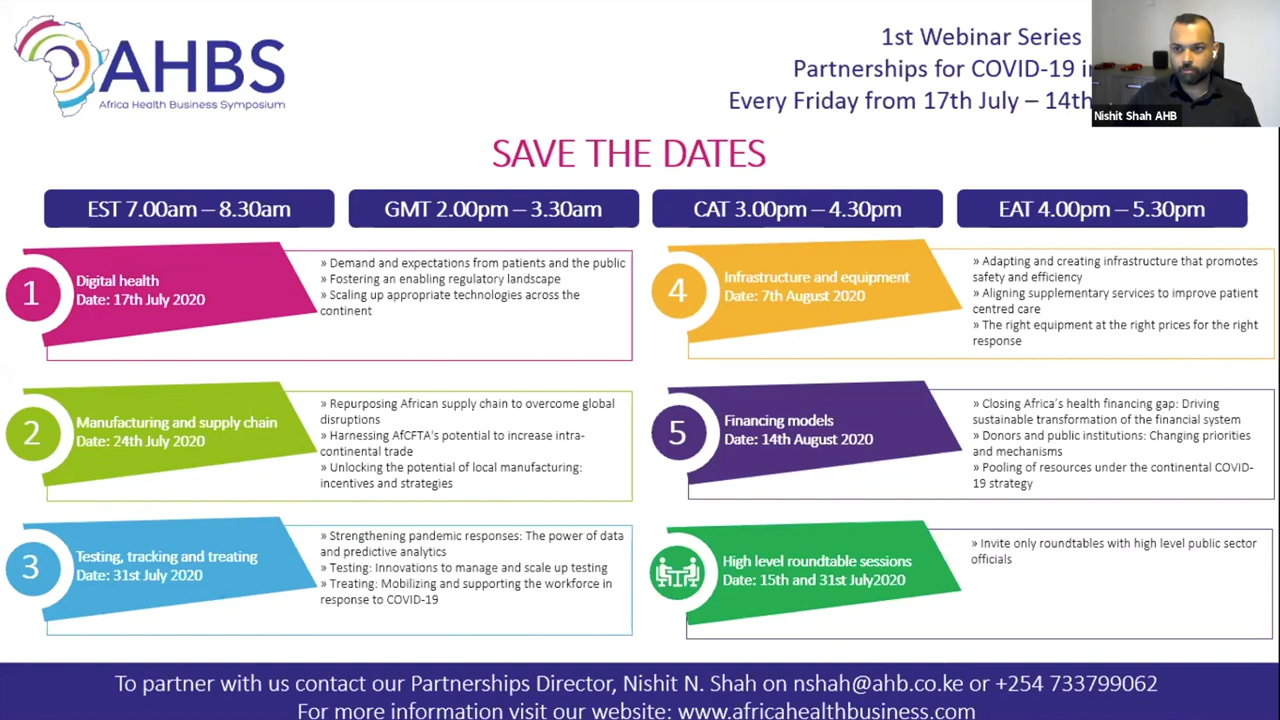 AHBS
Africa Health Business Symposium
1st Webinar Series
Partnerships for COVID-19 i
Every Friday from 17th July – 14th
Nishit Shah AHB
SAVE THE DATES
EST 7.00am – 8.30am
GMT 2.00pm – 3.30am
CAT 3.00pm – 4.30pm
EAT 4.00pm – 5.30pm
1
Digital health
Date: 17th July 2020
» Demand and expectations from patients and the public
» Fostering an enabling regulatory landscape
» Scaling up appropriate technologies across the
continent
2
Manufacturing and supply chain
Date: 24th July 2020
» Repurposing African supply chain to overcome global
disruptions
» Harnessing AfCFTA's potential to increase intra-
continental trade
» Unlocking the potential of local manufacturing:
incentives and strategies
3
Testing, tracking and treating
Date: 31st July 2020
» Strengthening pandemic responses: The power of data
and predictive analytics
» Testing: Innovations to manage and scale up testing
» Treating: Mobilizing and supporting the workforce in
response to COVID-19
4
Infrastructure and equipment
Date: 7th August 2020
» Adapting and creating infrastructure that promotes
safety and efficiency
» Aligning supplementary services to improve patient
centred care
» The right equipment at the right prices for the right
response
5
Financing models
Date: 14th August 2020
» Closing Africa´s health financing gap: Driving
sustainable transformation of the financial system
» Donors and public institutions: Changing priorities
and mechanisms
» Pooling of resources under the continental COVID-
19 strategy
High level roundtable sessions
Date: 15th and 31st July2020
» Invite only roundtables with high level public sector
officials
To partner with us contact our Partnerships Director, Nishit N. Shah on nshah@ahb.co.ke or +254 733799062
For more information visit our website: www.africahealthbusiness.com